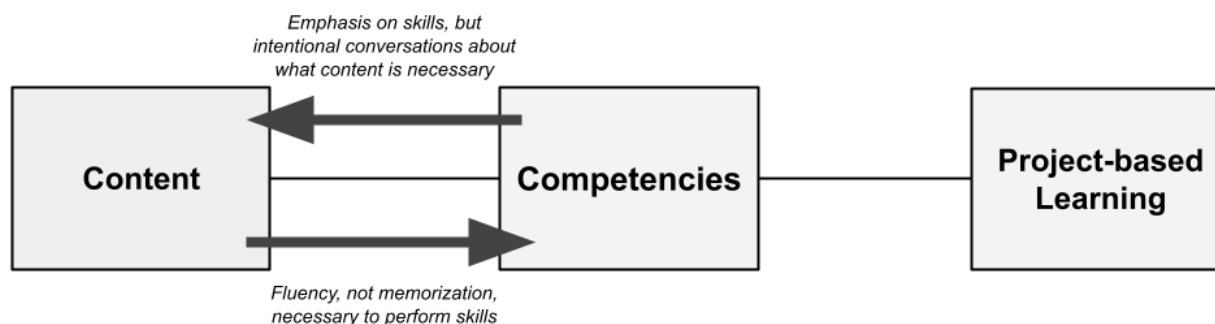 Emphasis on skills, but
intentional conversations about
what content is necessary
Content
Competencies
Project-based
Learning
Fluency, not memorization,
necessary to perform skills